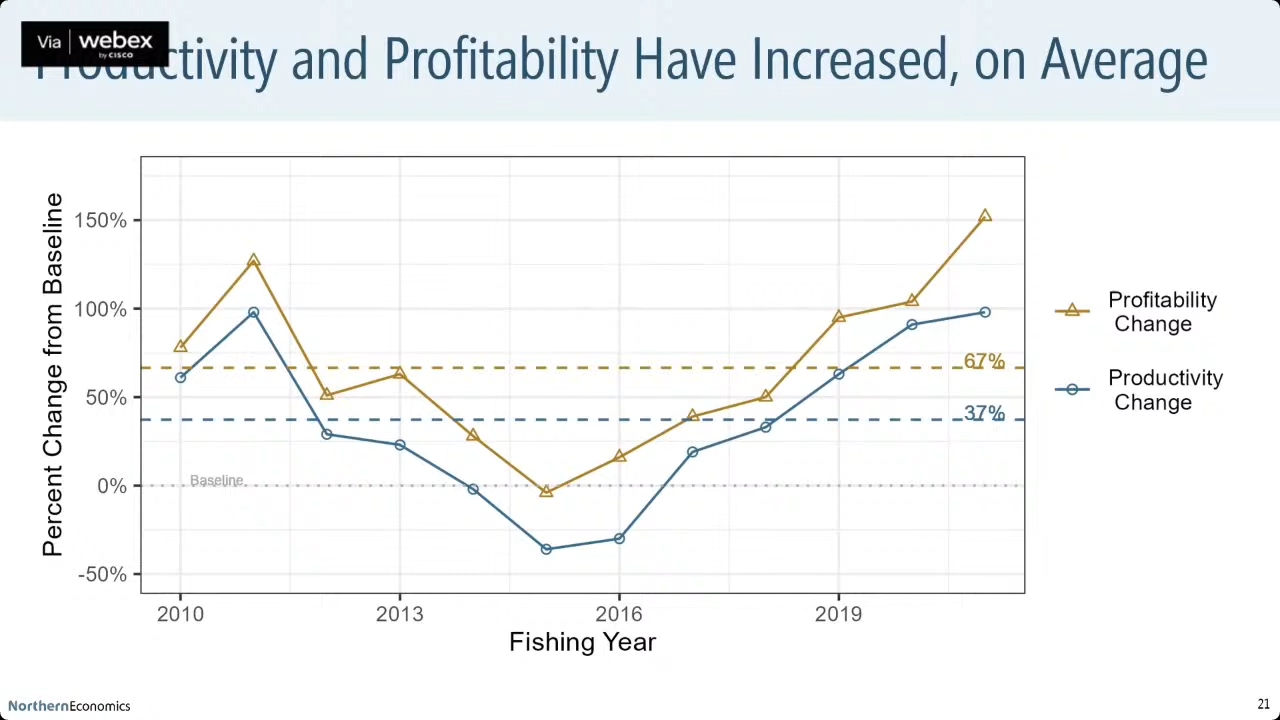 Via webex
by CISCO
Productivity and Profitability Have Increased, on Average
Percent Change from Baseline
150%
100%
50%
0%
-50%
Baseline
67%
37%
2010 2013 2016 2019
Fishing Year
Profitability
Change
Productivity
Change
NorthernEconomics
21